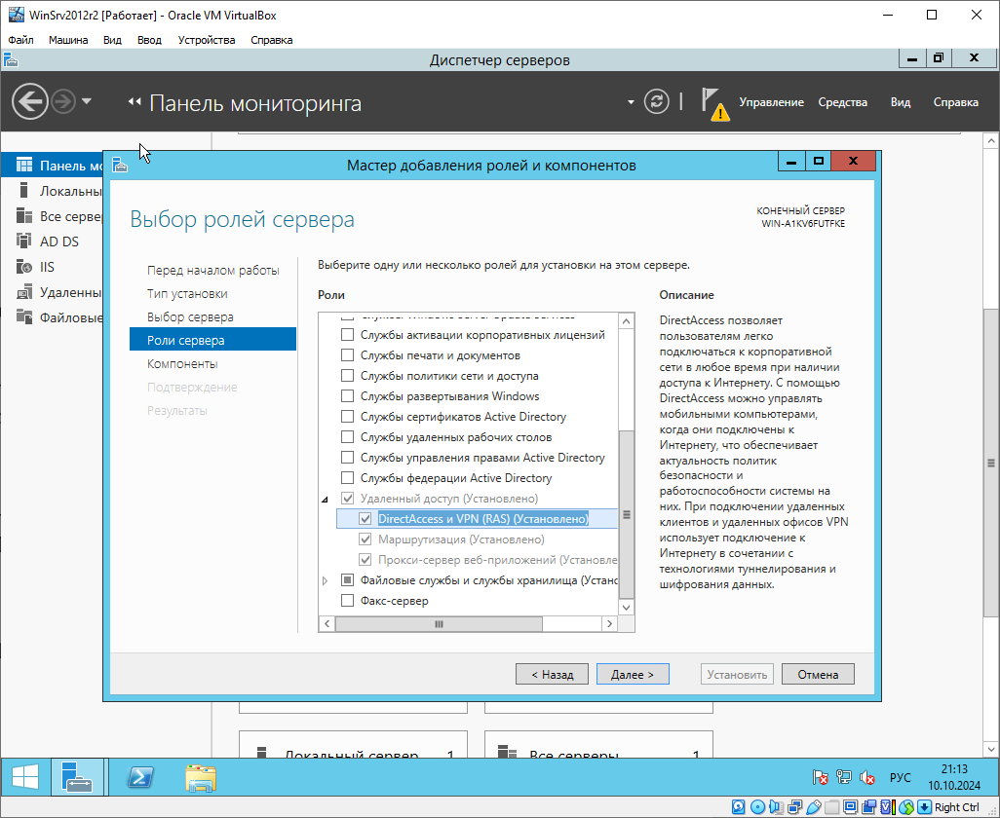 WinSrv2012r2 [Работает] - Oracle VM VirtualBox
Файл Машина Вид Ввод Устройства Справка
Диспетчер серверов
Панель мониторинга
Управление Средства Вид Справка
Панель мо
Локальны
Все сервер
AD DS
IIS
Удаленны
Файловые
Мастер добавления ролей и компонентов
Выбор ролей сервера
КОНЕЧНЫЙ СЕРВЕР
WIN-A1KV6FUTFKE
Перед началом работы
Тип установки
Выбор сервера
Роли сервера
Компоненты
Подтверждение
Результаты
Выберите одну или несколько ролей для установки на этом сервере.
Роли
Службы Windows Server Update Services
Службы активации корпоративных лицензий
Службы печати и документов
Службы политики сети и доступа
Службы развертывания Windows
Службы сертификатов Active Directory
Службы удаленных рабочих столов
Службы управления правами Active Directory
Службы федерации Active Directory
Удаленный доступ (Установлено)
DirectAccess и VPN (RAS) (Установлено)
Маршрутизация (Установлено)
Прокси-сервер веб-приложений (Установле
Файловые службы и службы хранилища (Устано
Факс-сервер
Описание
DirectAccess позволяет
пользователям легко
подключаться к корпоративной
сети в любое время при наличии
доступа к Интернету. С помощью
DirectAccess можно управлять
мобильными компьютерами,
когда они подключены к
Интернету, что обеспечивает
актуальность политик
безопасности и
работоспособности системы на
них. При подключении удаленных
клиентов и удаленных офисов VPN
использует подключение к
Интернету в сочетании с
технологиями туннелирования и
шифрования данных.
< Назад Далее > Установить Отмена
Локальный сервер 1 Все серверы 1
РУС
21:13
10.10.2024
Right Ctrl